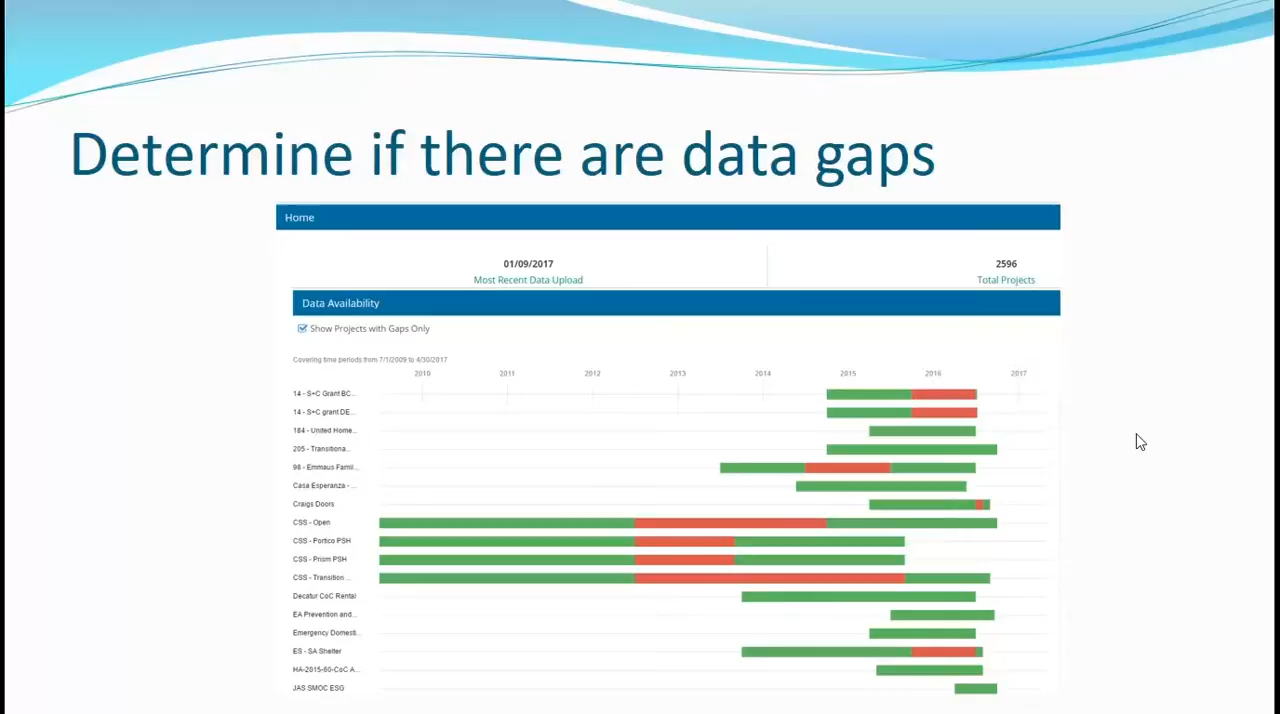 Determine if there are data gaps
Home
01/09/2017
Most Recent Data Upload
2596
Total Projects
Data Availability
Show Projects with Gaps Only
Covering time periods from 7/1/2009 to 4/30/2017
2010 2011 2012 2013 2014 2015 2016 2017
14 - S+C Grant BC...
14 - S+C grant DE...
184 - United Home...
205 - Transitiona...
98 - Emmaus Famil...
Casa Esperanza - ...
Craigs Doors
CSS - Open
CSS - Portico PSH
CSS - Prism PSH
CSS - Transition ...
Decatur CoC Rental
EA Prevention and...
Emergency Domesti...
ES - SA Shelter
HA-2015-60-CoC A...
JAS SMOC ESG